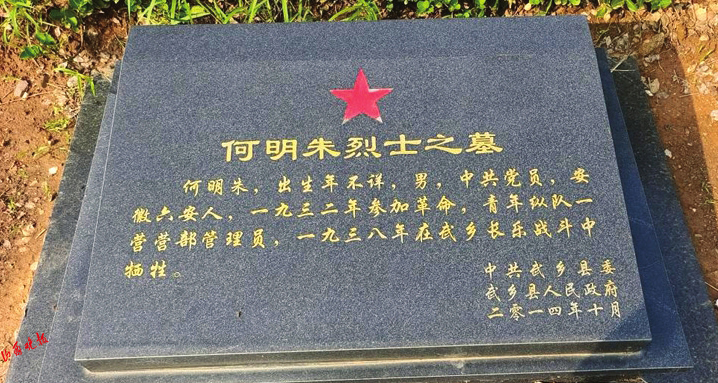 何明朱烈士之墓
何明朱，出生年不详，男，中共党员，安
徽六安人，一九三二年参加革命，青年纵队一
营营部管理员，一九三八年在武乡长乐战斗中
牺牲。
中共武乡县委
武乡县人民政府
二零一四年十月